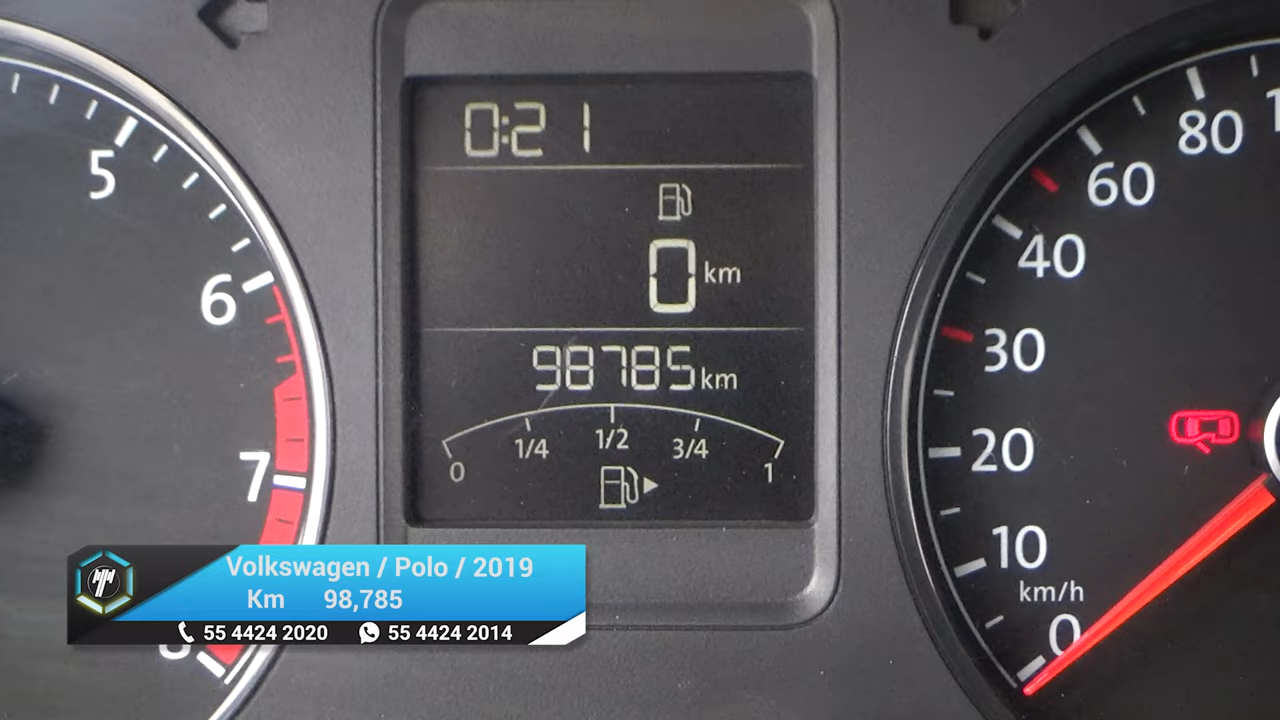 0:21
0 km
98785 km
0 1/4 1/2 3/4 1
5
6
7
8
80
60
40
30
20
10
km/h
0
Volkswagen / Polo / 2019
Km 98,785
55 4424 2020 55 4424 2014